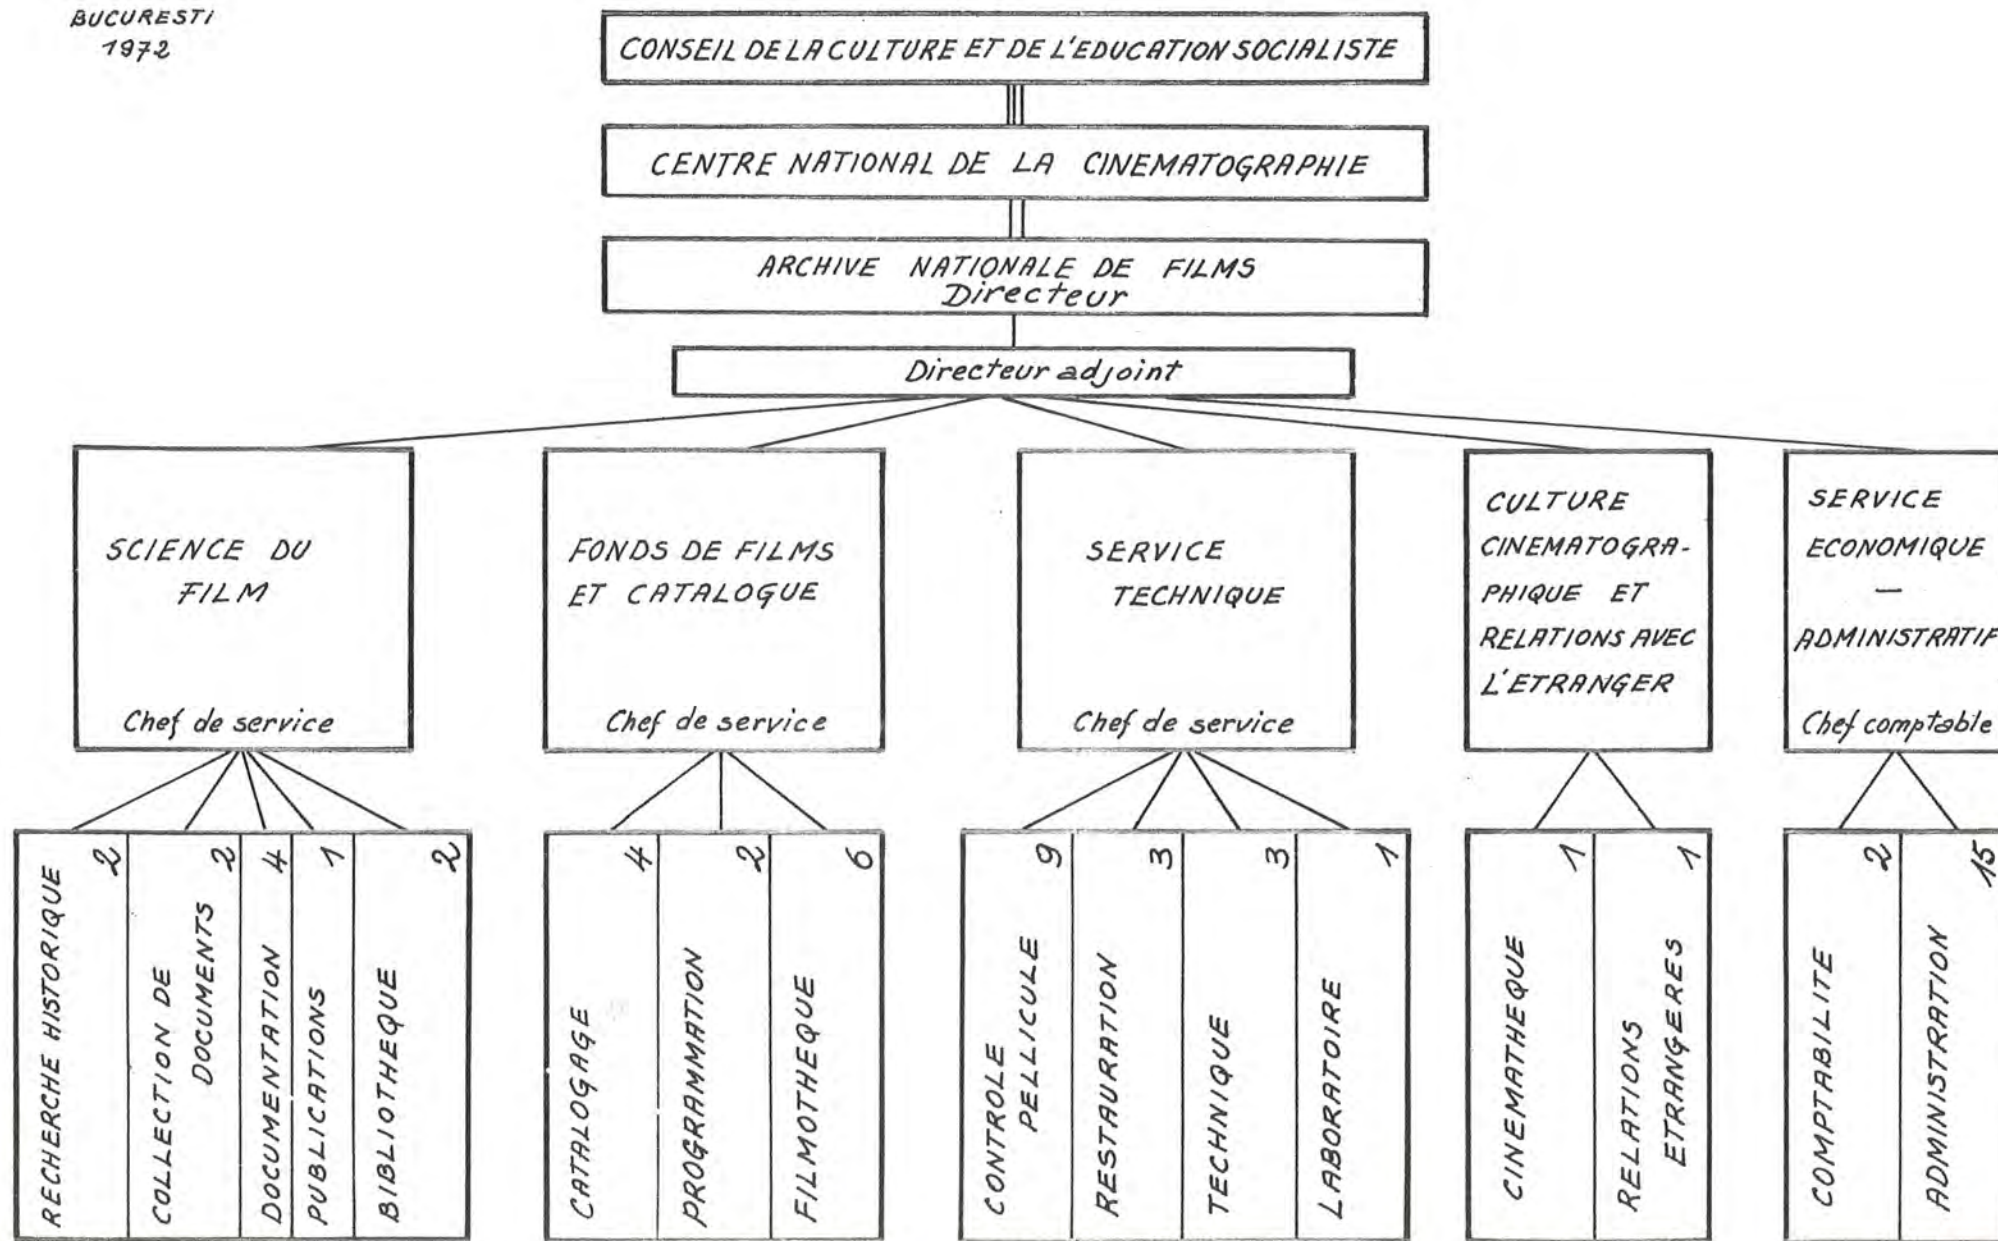 BUCURESTI
1972
CONSEIL DE LA CULTURE ET DE L'EDUCATION SOCIALISTE
CENTRE NATIONAL DE LA CINEMATOGRAPHIE
ARCHIVE NATIONALE DE FILMS
Directeur
Directeur adjoint
SCIENCE DU
FILM
Chef de service
FONDS DE FILMS
ET CATALOGUE
Chef de service
SERVICE
TECHNIQUE
Chef de service
CULTURE
CINEMATOGRA-
PHIQUE ET
RELATIONS AVEC
L'ETRANGER
SERVICE
ECONOMIQUE
—
ADMINISTRATIF
Chef comptable
RECHERCHE HISTORIQUE 2
COLLECTION DE
DOCUMENTS 2
DOCUMENTATION 4
PUBLICATIONS 1
BIBLIOTHEQUE 2
CATALOGAGE 4
PROGRAMMATION 2
FILMOTHEQUE 6
CONTROLE
PELLICULE 9
RESTAURATION 3
TECHNIQUE 3
LABORATOIRE 1
CINEMATHEQUE 1
RELATIONS
ETRANGERES 1
COMPTABILITE 2
ADMINISTRATION 15